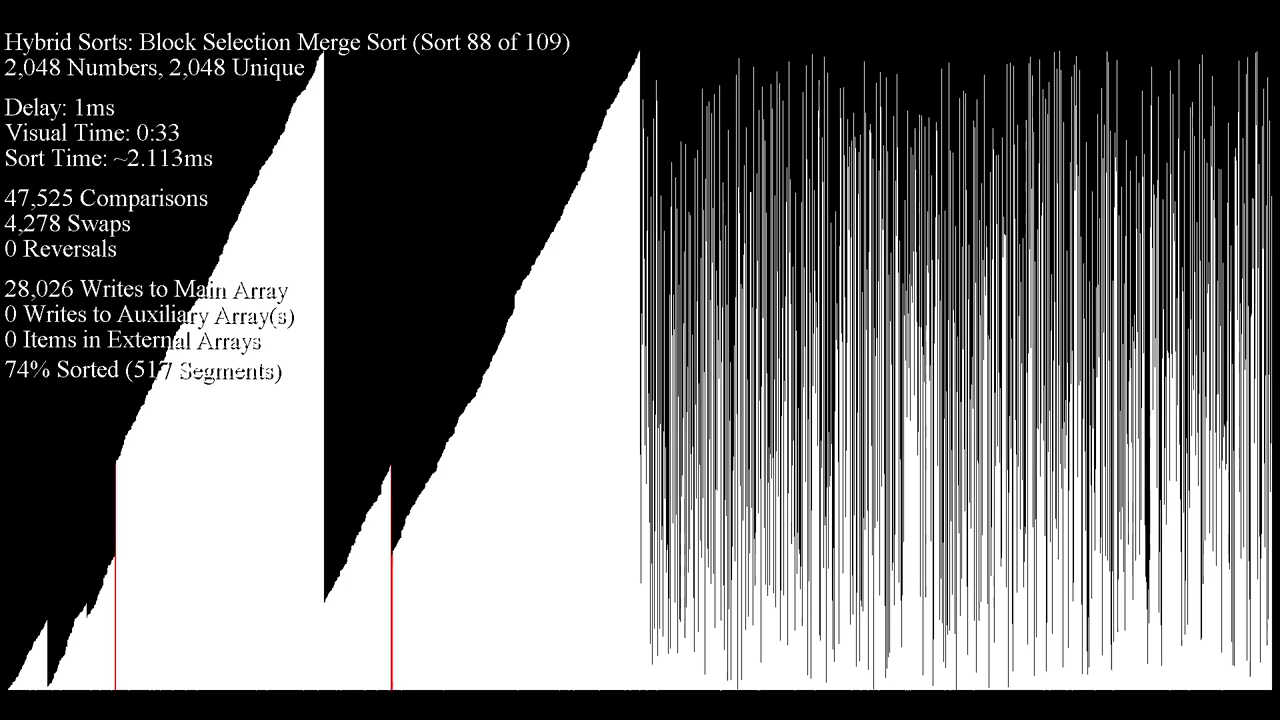 Hybrid Sorts: Block Selection Merge Sort (Sort 88 of 109)
2,048 Numbers, 2,048 Unique
Delay: 1ms
Visual Time: 0:33
Sort Time: ~2.113ms
47,525 Comparisons
4,278 Swaps
0 Reversals
28,026 Writes to Main Array
0 Writes to Auxiliary Array(s)
0 Items in External Arrays
74% Sorted (517 Segments)